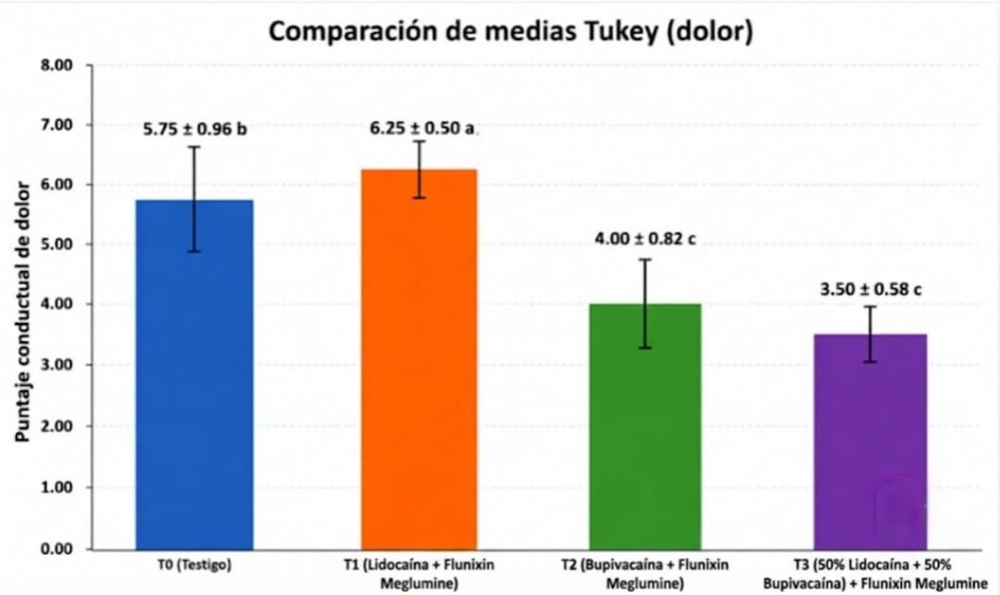 Comparación de medias Tukey (dolor)
8.00
7.00
6.00
5.00
4.00
3.00
2.00
1.00
0.00
Puntaje conductual de dolor
5.75 ± 0.96 b
6.25 ± 0.50 a
4.00 ± 0.82 c
3.50 ± 0.58 c
T0 (Testigo)
T1 (Lidocaína + Flunixin
Meglumine)
T2 (Bupivacaína + Flunixin
Meglumine)
T3 (50% Lidocaína + 50%
Bupivacaína) + Flunixin Meglumine